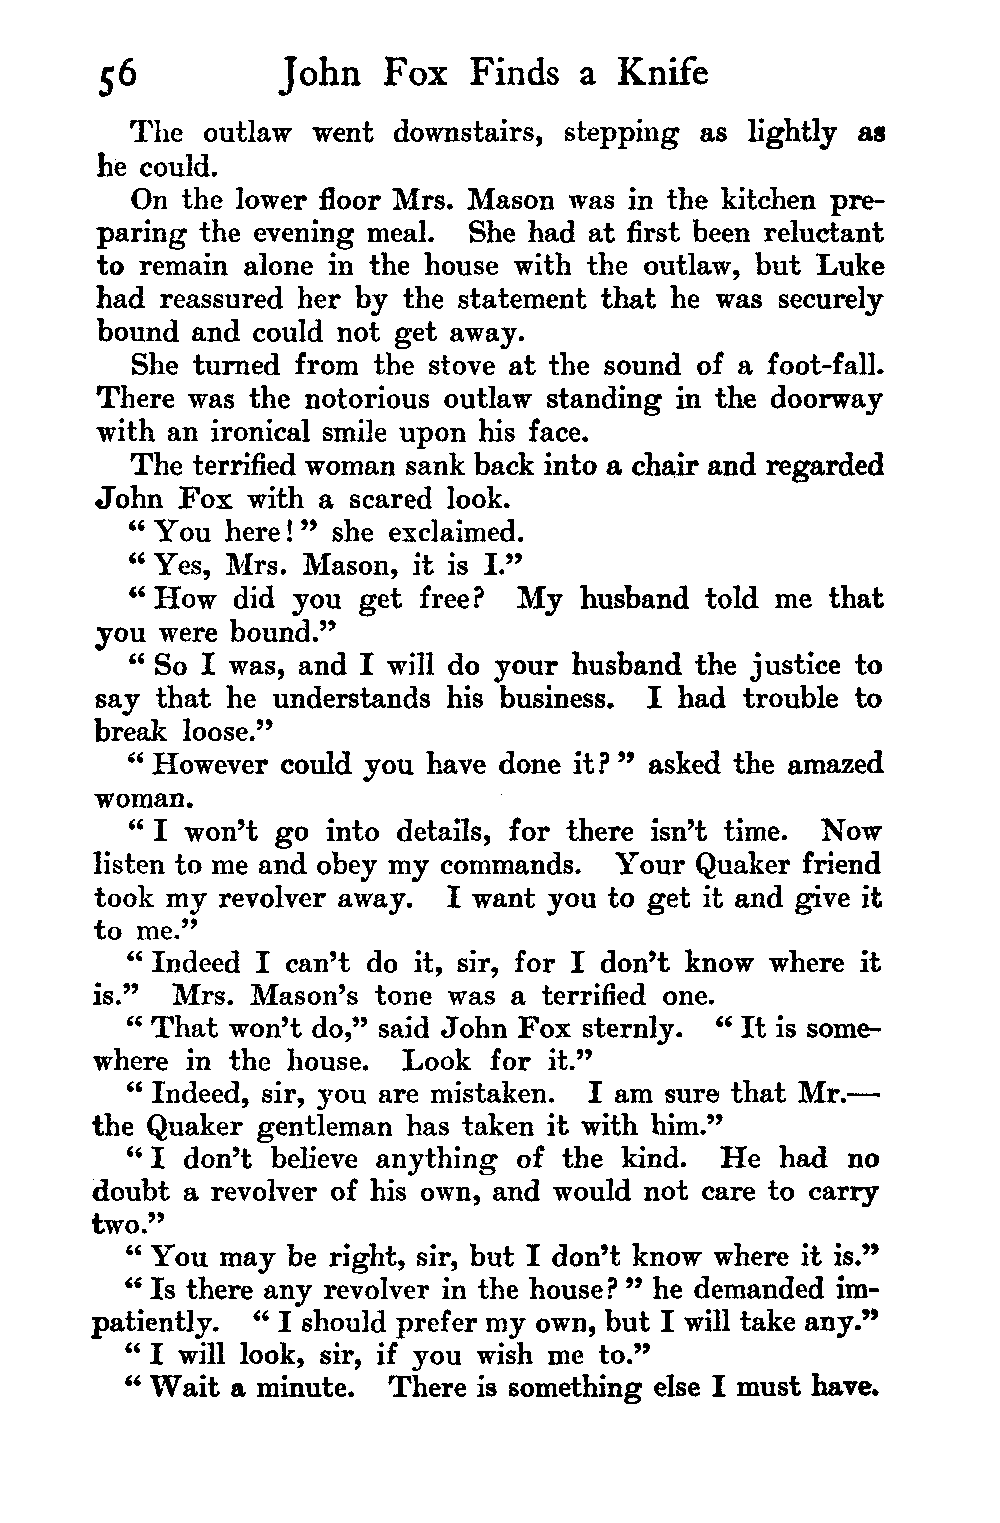 56 John Fox Finds a Knife
The outlaw went downstairs, stepping as lightly as
he could.
On the lower floor Mrs. Mason was in the kitchen pre-
paring the evening meal. She had at first been reluctant
to remain alone in the house with the outlaw, but Luke
had reassured her by the statement that he was securely
bound and could not get away.
She turned from the stove at the sound of a foot-fall.
There was the notorious outlaw standing in the doorway
with an ironical smile upon his face.
The terrified woman sank back into a chair and regarded
John Fox with a scared look.
“ You here! ” she exclaimed.
“ Yes, Mrs. Mason, it is I.”
“ How did you get free? My husband told me that
you were bound.”
“ So I was, and I will do your husband the justice to
say that he understands his business. I had trouble to
break loose.”
“ However could you have done it? ” asked the amazed
woman.
“ I won’t go into details, for there isn’t time. Now
listen to me and obey my commands. Your Quaker friend
took my revolver away. I want you to get it and give it
to me.”
“ Indeed I can’t do it, sir, for I don’t know where it
is.” Mrs. Mason’s tone was a terrified one.
“ That won’t do,” said John Fox sternly. “ It is some-
where in the house. Look for it.”
“ Indeed, sir, you are mistaken. I am sure that Mr.—
the Quaker gentleman has taken it with him.”
“ I don’t believe anything of the kind. He had no
doubt a revolver of his own, and would not care to carry
two.”
“ You may be right, sir, but I don’t know where it is.”
“ Is there any revolver in the house? ” he demanded im-
patiently. “ I should prefer my own, but I will take any.”
“ I will look, sir, if you wish me to.”
“ Wait a minute. There is something else I must have.